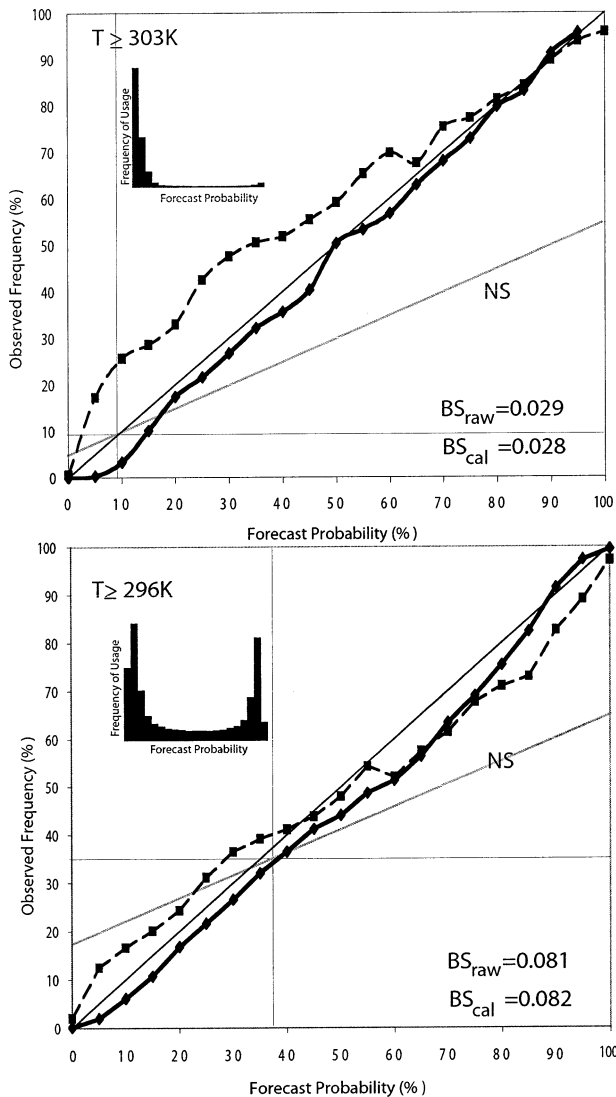 T ≥ 303K
Frequency of Usage
Forecast Probability
Observed Frequency (%)
100
90
80
70
60
50
40
30
20
10
0
NS
BSraw=0.029
BScal =0.028
0 10 20 30 40 50 60 70 80 90 100
Forecast Probability (%)
T≥ 296K
Frequency of Usage
Forecast Probability
Observed Frequency (%)
100
90
80
70
60
50
40
30
20
10
0
NS
BSraw=0.081
BScal =0.082
0 10 20 30 40 50 60 70 80 90 100
Forecast Probability (%)